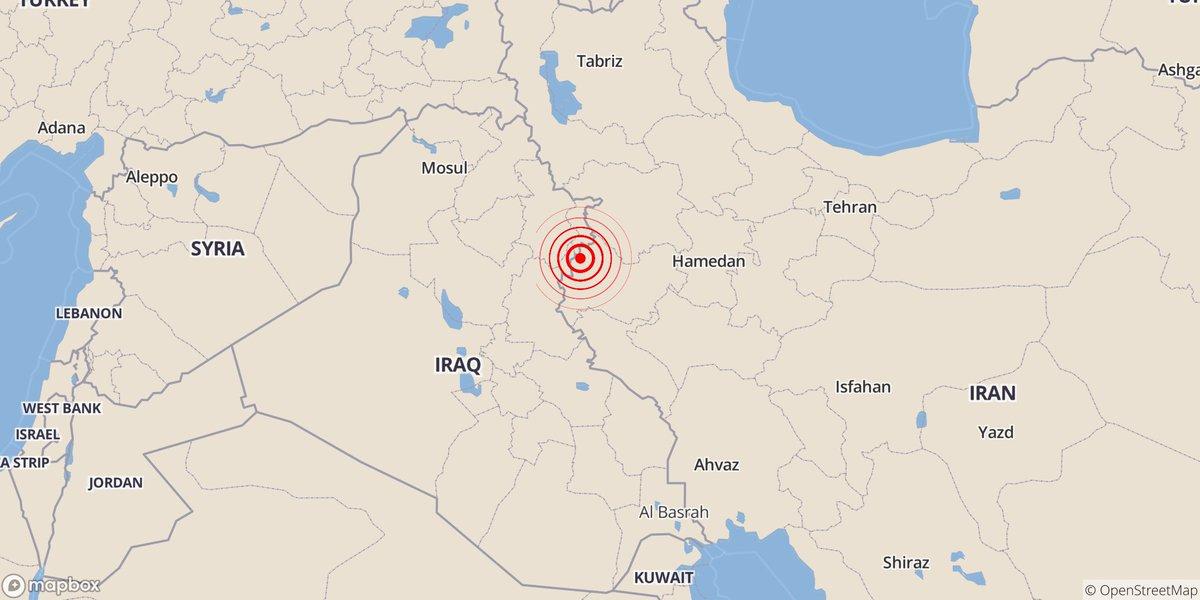 TURKEY
Tabriz
Ashga
Adana
Mosul
Aleppo
Tehran
SYRIA
Hamedan
LEBANON
IRAQ
Isfahan
IRAN
WEST BANK
ISRAEL
Yazd
A STRIP
Ahvaz
JORDAN
Al Basrah
Shiraz
KUWAIT
mapbox
© OpenStreetMap